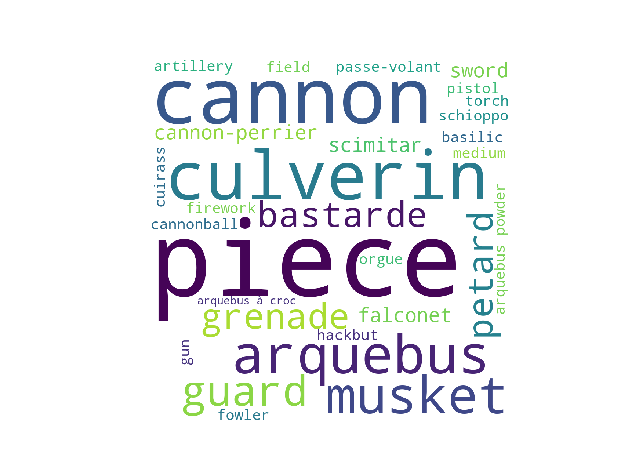 artillery
field
passe-volant
sword
cannon
pistol
torch
schioppo
cannon-perrier
scimitar
basilic
medium
cuirass
culverin
firework
bastarde
cannonball
petard
arquebus powder
piece
orgue
arquebus à croc
grenade
falconet
hackbut
gun
arquebus
guard
musket
fowler